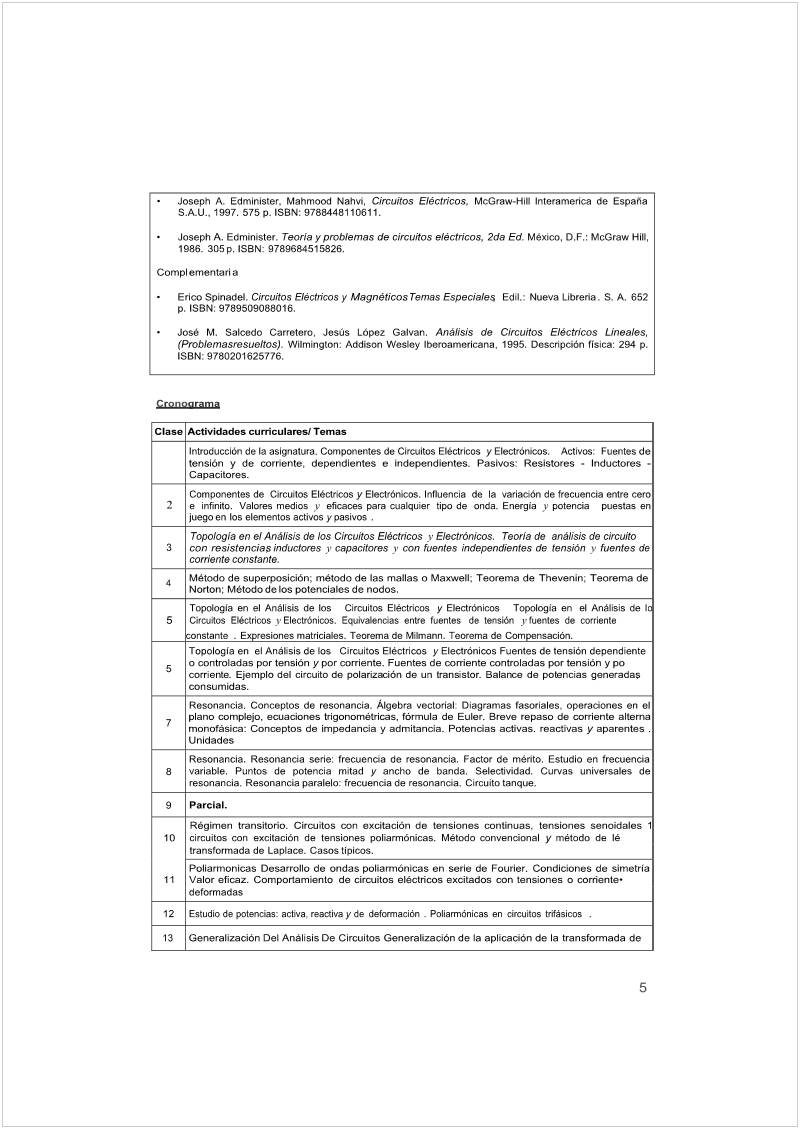 • Joseph A. Edminister, Mahmood Nahvi, Circuitos Eléctricos, McGraw-Hill Interamerica de España
S.A.U., 1997. 575 p. ISBN: 9788448110611.
• Joseph A. Edminister. Teoría y problemas de circuitos eléctricos, 2da Ed. México, D.F.: McGraw Hill,
1986. 305 p. ISBN: 9789684515826.
Complementaria
• Erico Spinadel. Circuitos Eléctricos y Magnéticos Temas Especiales, Edil.: Nueva Libreria. S. A. 652
p. ISBN: 9789509088016.
• José M. Salcedo Carretero, Jesús López Galvan. Análisis de Circuitos Eléctricos Lineales,
(Problemas resueltos). Wilmington: Addison Wesley Iberoamericana, 1995. Descripción física: 294 p.
ISBN: 9780201625776.
Cronograma
Clase Actividades curriculares/ Temas
Introducción de la asignatura. Componentes de Circuitos Eléctricos y Electrónicos. Activos: Fuentes de
tensión y de corriente, dependientes e independientes. Pasivos: Resistores - Inductores -
Capacitores.
2 Componentes de Circuitos Eléctricos y Electrónicos. Influencia de la variación de frecuencia entre cero
e infinito. Valores medios y eficaces para cualquier tipo de onda. Energía y potencia puestas en
juego en los elementos activos y pasivos .
3 Topología en el Análisis de los Circuitos Eléctricos y Electrónicos. Teoría de análisis de circuito
con resistencias inductores y capacitores y con fuentes independientes de tensión y fuentes de
corriente constante.
4 Método de superposición; método de las mallas o Maxwell; Teorema de Thevenin; Teorema de
Norton; Método de los potenciales de nodos.
5 Topología en el Análisis de los Circuitos Eléctricos y Electrónicos Topología en el Análisis de lo
Circuitos Eléctricos y Electrónicos. Equivalencias entre fuentes de tensión y fuentes de corriente
constante . Expresiones matriciales. Teorema de Milmann. Teorema de Compensación.
5 Topología en el Análisis de los Circuitos Eléctricos y Electrónicos Fuentes de tensión dependiente
o controladas por tensión y por corriente. Fuentes de corriente controladas por tensión y po
corriente. Ejemplo del circuito de polarización de un transistor. Balance de potencias generadas
consumidas.
7 Resonancia. Conceptos de resonancia. Álgebra vectorial: Diagramas fasoriales, operaciones en el
plano complejo, ecuaciones trigonométricas, fórmula de Euler. Breve repaso de corriente alterna
monofásica: Conceptos de impedancia y admitancia. Potencias activas. reactivas y aparentes .
Unidades
8 Resonancia. Resonancia serie: frecuencia de resonancia. Factor de mérito. Estudio en frecuencia
variable. Puntos de potencia mitad y ancho de banda. Selectividad. Curvas universales de
resonancia. Resonancia paralelo: frecuencia de resonancia. Circuito tanque.
9 Parcial.
10 Régimen transitorio. Circuitos con excitación de tensiones continuas, tensiones senoidales 1
circuitos con excitación de tensiones poliarmónicas. Método convencional y método de lé
transformada de Laplace. Casos típicos.
11 Poliarmonicas Desarrollo de ondas poliarmónicas en serie de Fourier. Condiciones de simetría
Valor eficaz. Comportamiento de circuitos eléctricos excitados con tensiones o corriente•
deformadas
12 Estudio de potencias: activa, reactiva y de deformación . Poliarmónicas en circuitos trifásicos .
13 Generalización Del Análisis De Circuitos Generalización de la aplicación de la transformada de
5